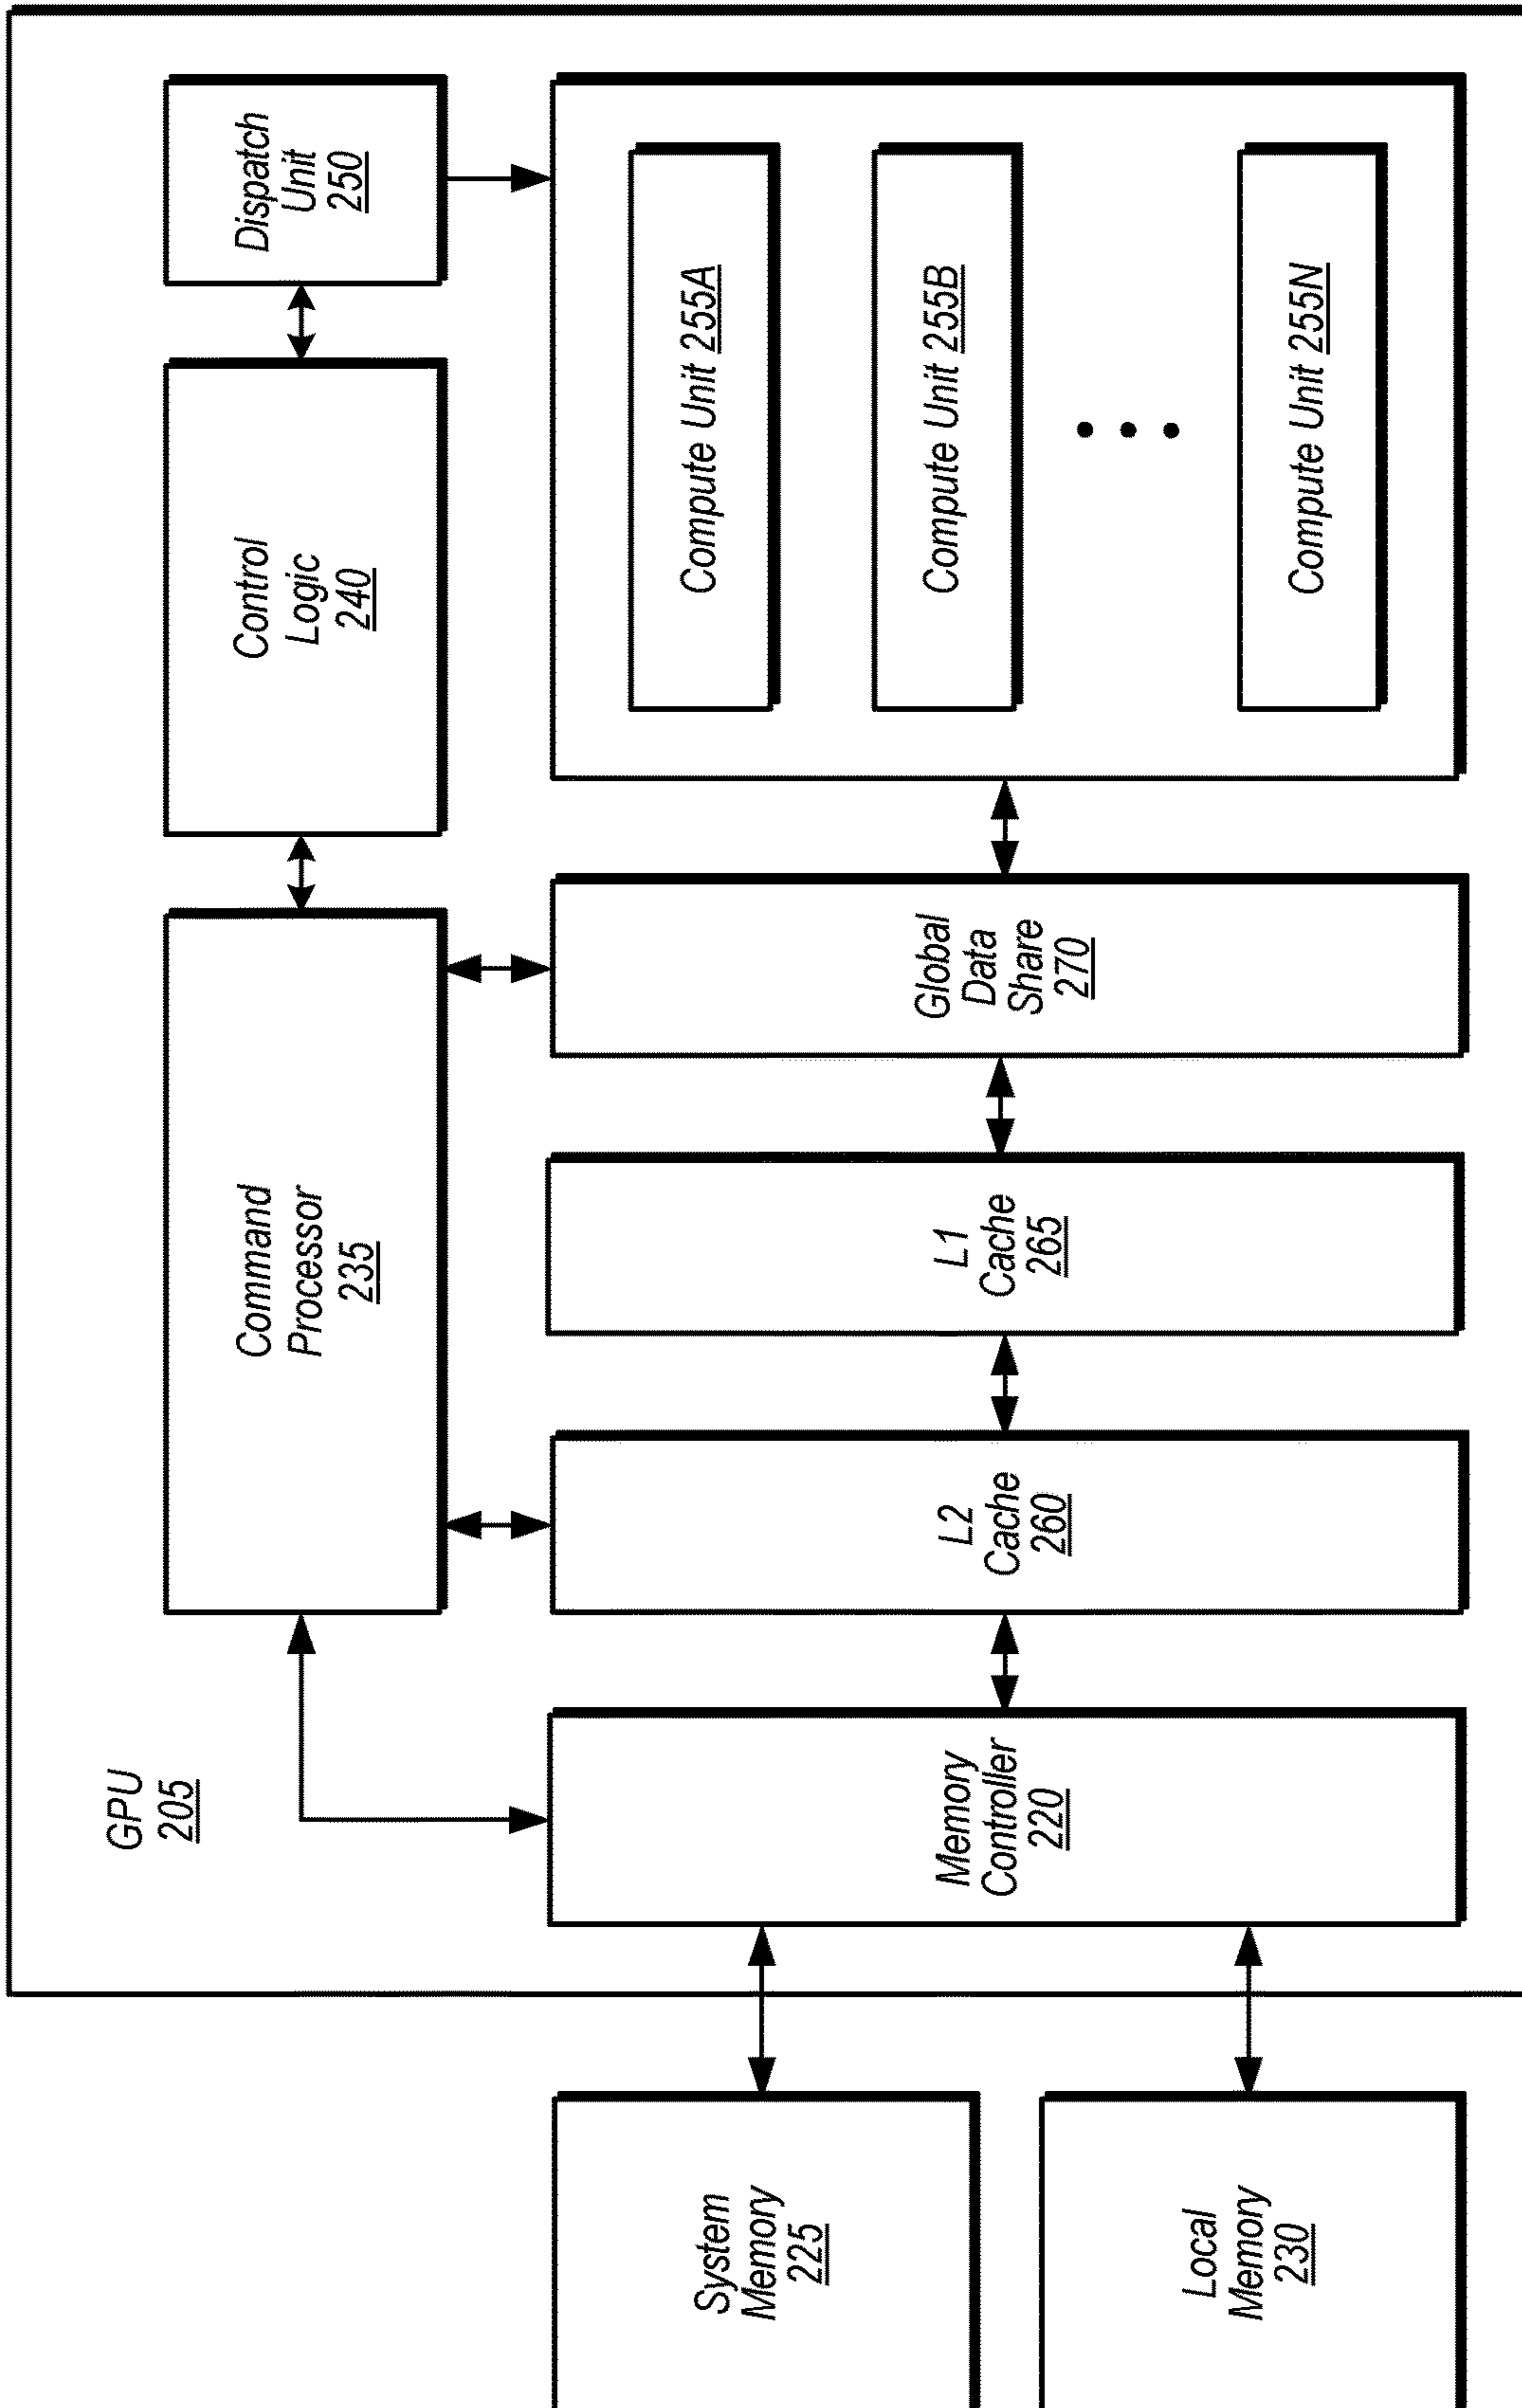 GPU
205
Command
Processor
235
Control
Logic
240
Dispatch
Unit
250
System
Memory
225
Local
Memory
230
Memory
Controller
220
L2
Cache
260
L1
Cache
265
Global
Data
Share
270
Compute Unit 255A
Compute Unit 255B
Compute Unit 255N